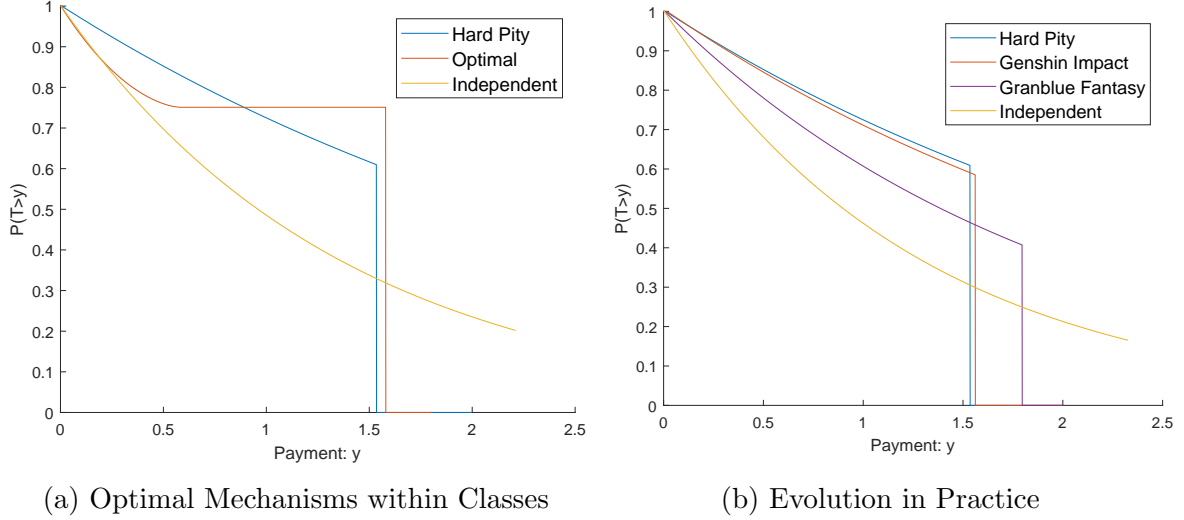 1
0.9
0.8
0.7
0.6
0.5
0.4
0.3
0.2
0.1
0
P(T>y)
Hard Pity
Optimal
Independent
0
0.5
1
1.5
2
2.5
Payment: y
(a) Optimal Mechanisms within Classes
1
0.9
0.8
0.7
0.6
0.5
0.4
0.3
0.2
0.1
0
P(T>y)
Hard Pity
Genshin Impact
Granblue Fantasy
Independent
0
0.5
1
1.5
2
2.5
Payment: y
(b) Evolution in Practice